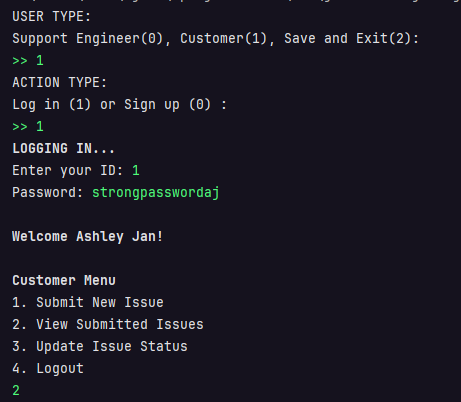 USER TYPE:
Support Engineer(0), Customer(1), Save and Exit(2):
>> 1
ACTION TYPE:
Log in (1) or Sign up (0) :
>> 1
LOGGING IN...
Enter your ID: 1
Password: strongpasswordaj
Welcome Ashley Jan!
Customer Menu
1. Submit New Issue
2. View Submitted Issues
3. Update Issue Status
4. Logout
2